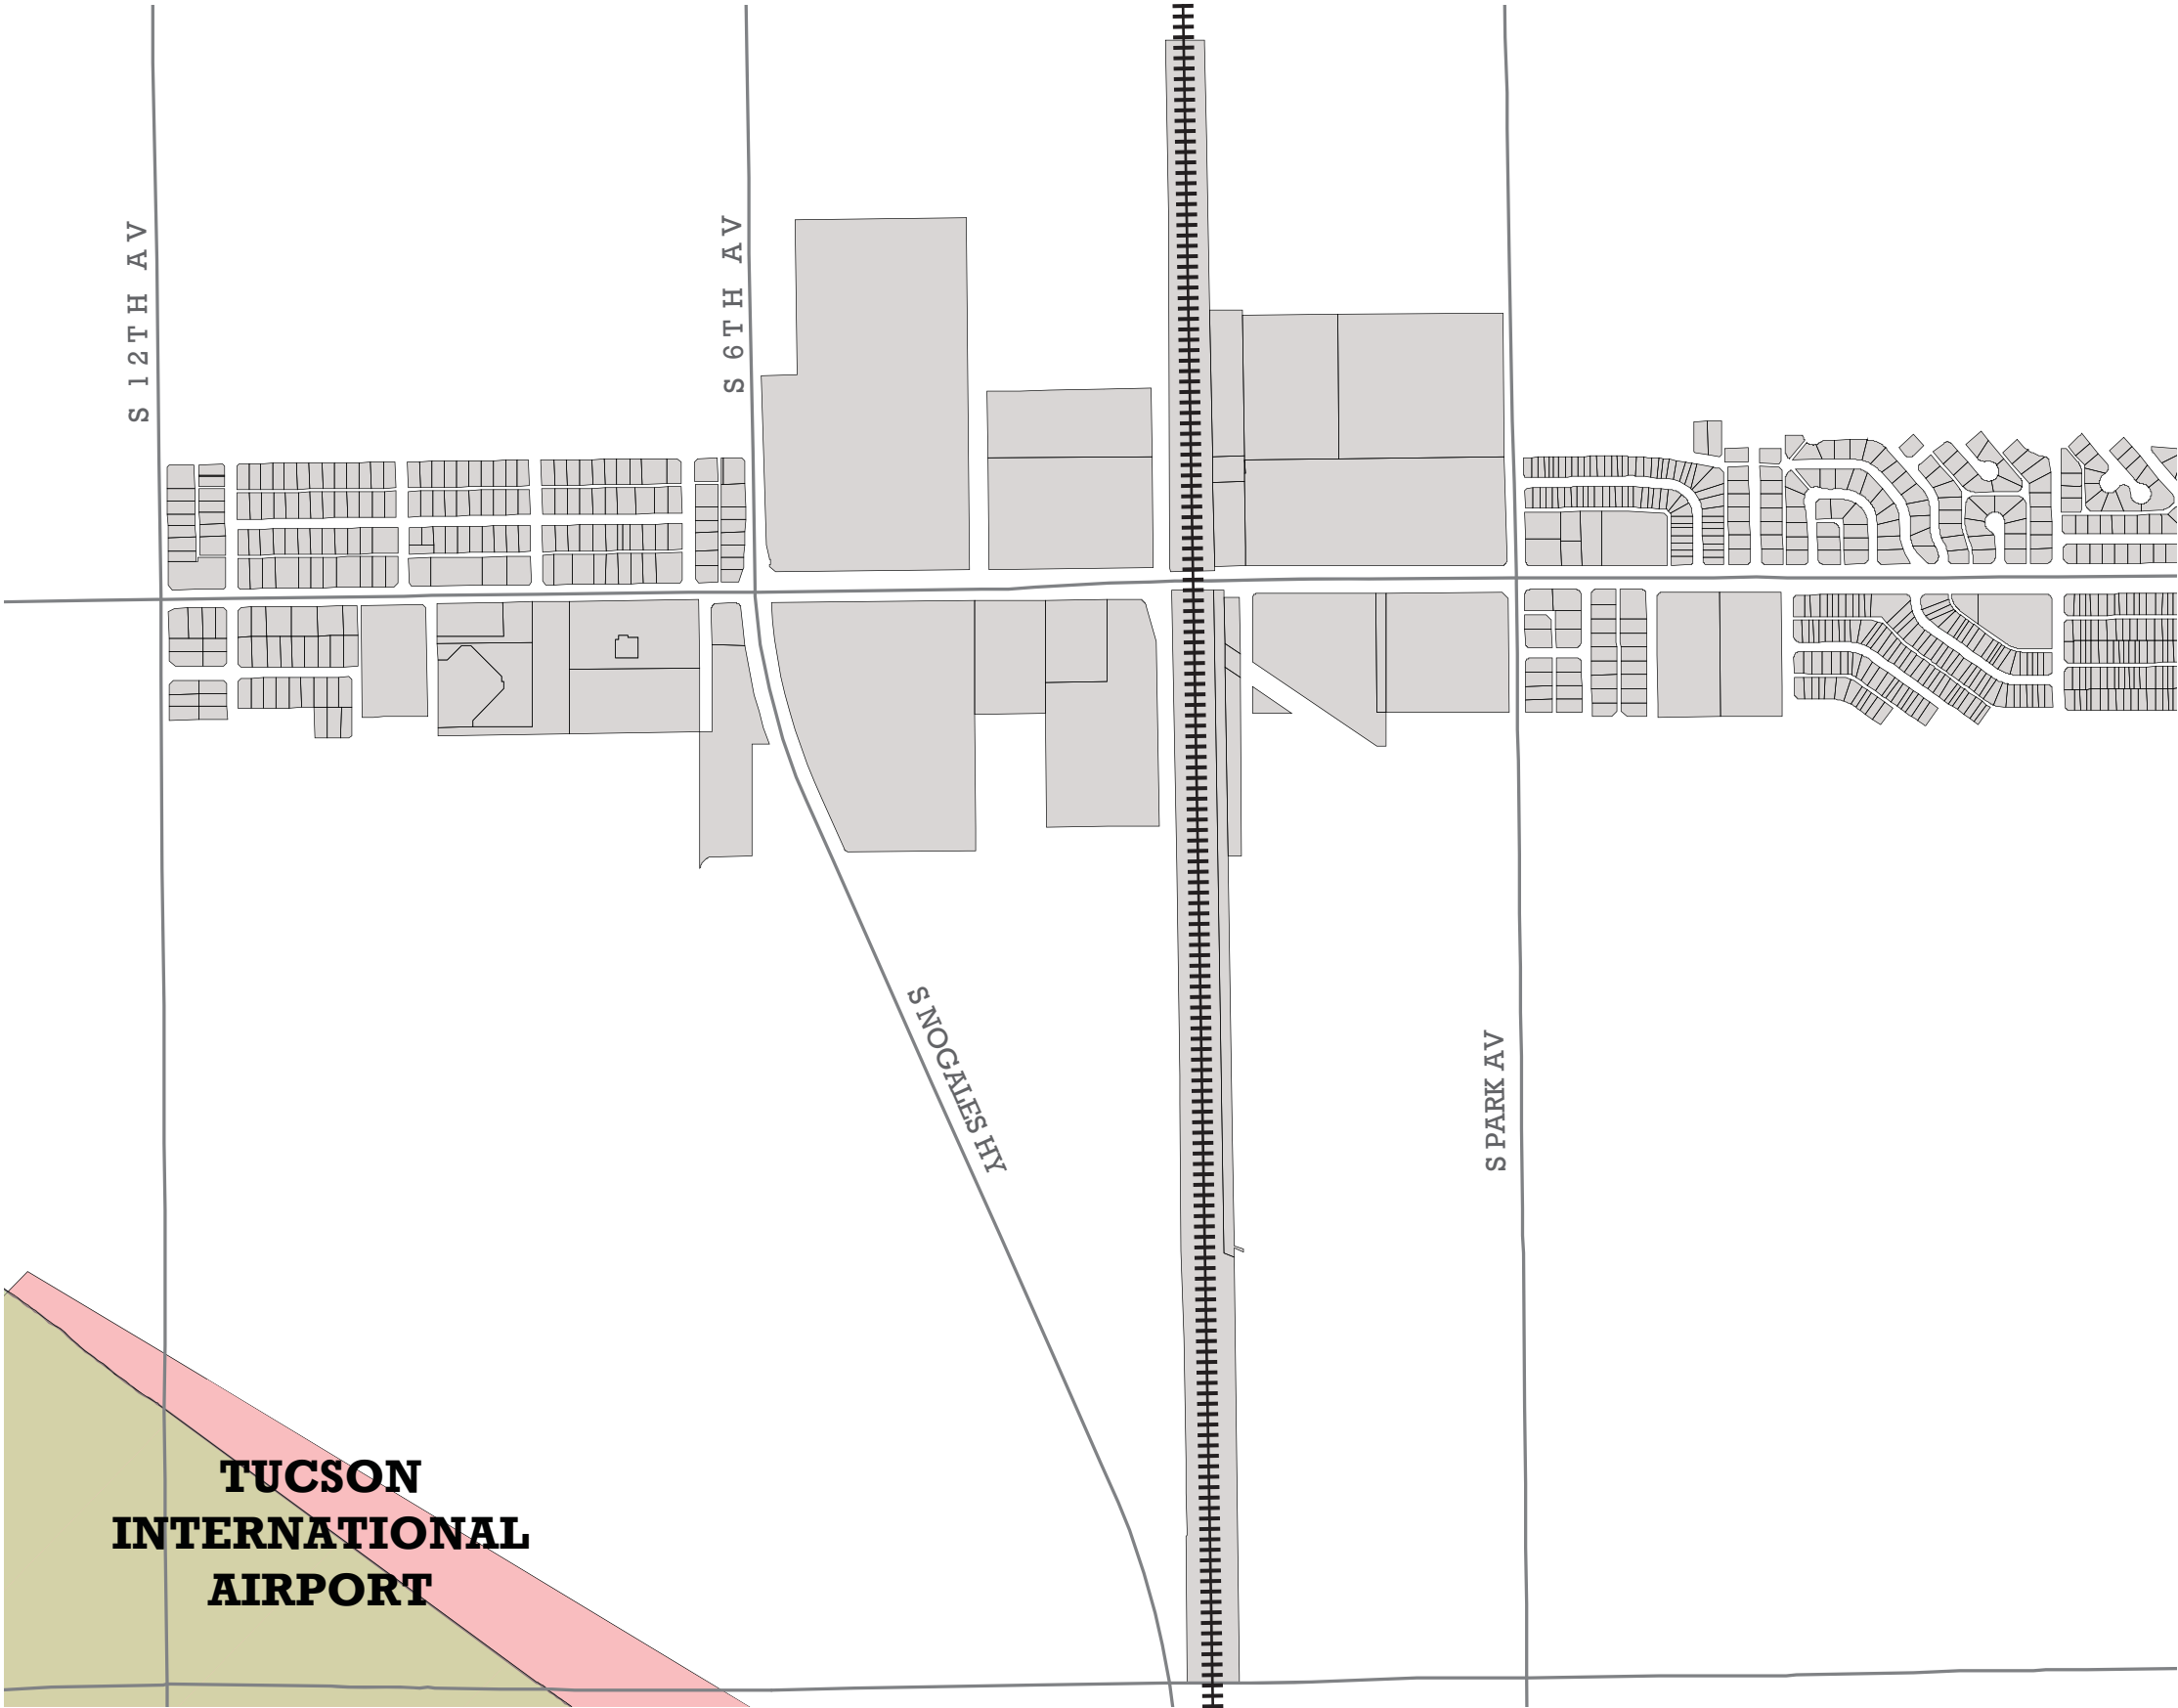 S 12TH AV
S 6TH AV
S NOGALES HY
S PARK AV
TUCSON
INTERNATIONAL
AIRPORT